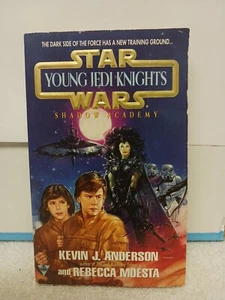 THE DARK SIDE OF THE FORCE HAS A NEW TRAINING GROUND...
STAR
YOUNG JEDI KNIGHTS
WARS
SHADOW ACADEMY
KEVIN J. ANDERSON
and REBECCA MOESTA